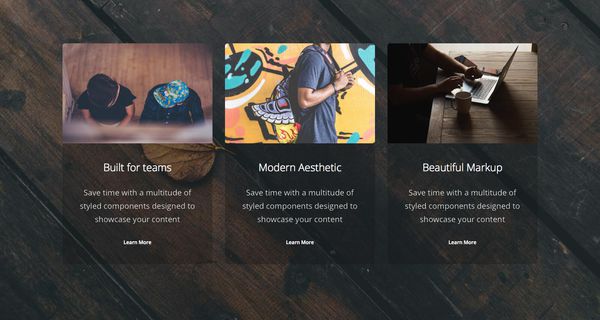 Built for teams
Save time with a multitude of
styled components designed to
showcase your content
Learn More
Modern Aesthetic
Save time with a multitude of
styled components designed to
showcase your content
Learn More
Beautiful Markup
Save time with a multitude of
styled components designed to
showcase your content
Learn More